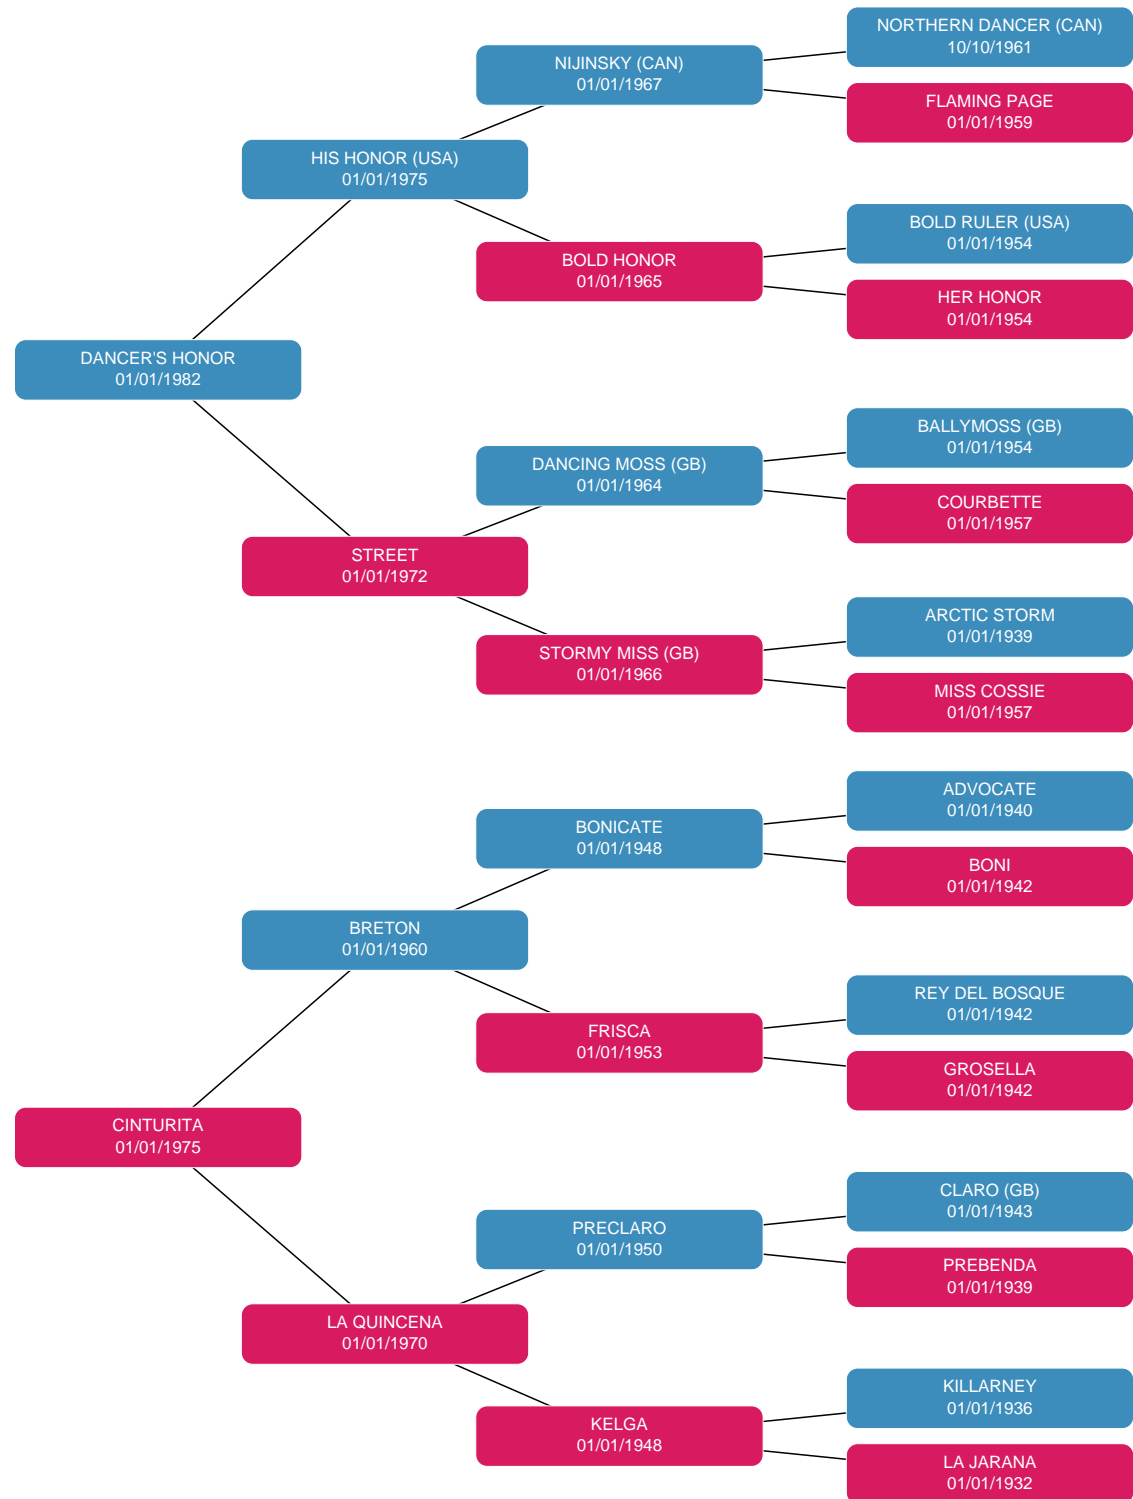 NORTHERN DANCER (CAN)
10/10/1961
NIJINSKY (CAN)
01/01/1967
FLAMING PAGE
01/01/1959
HIS HONOR (USA)
01/01/1975
BOLD RULER (USA)
01/01/1954
BOLD HONOR
01/01/1965
HER HONOR
01/01/1954
DANCER'S HONOR
01/01/1982
BALLYMOSS (GB)
01/01/1954
DANCING MOSS (GB)
01/01/1964
COURBETTE
01/01/1957
STREET
01/01/1972
ARCTIC STORM
01/01/1939
STORMY MISS (GB)
01/01/1966
MISS COSSIE
01/01/1957
ADVOCATE
01/01/1940
BONICATE
01/01/1948
BONI
01/01/1942
BRETON
01/01/1960
REY DEL BOSQUE
01/01/1942
FRISCA
01/01/1953
GROSELLA
01/01/1942
CINTURITA
01/01/1975
CLARO (GB)
01/01/1943
PRECLARO
01/01/1950
PREBENDA
01/01/1939
LA QUINCENA
01/01/1970
KILLARNEY
01/01/1936
KELGA
01/01/1948
LA JARANA
01/01/1932